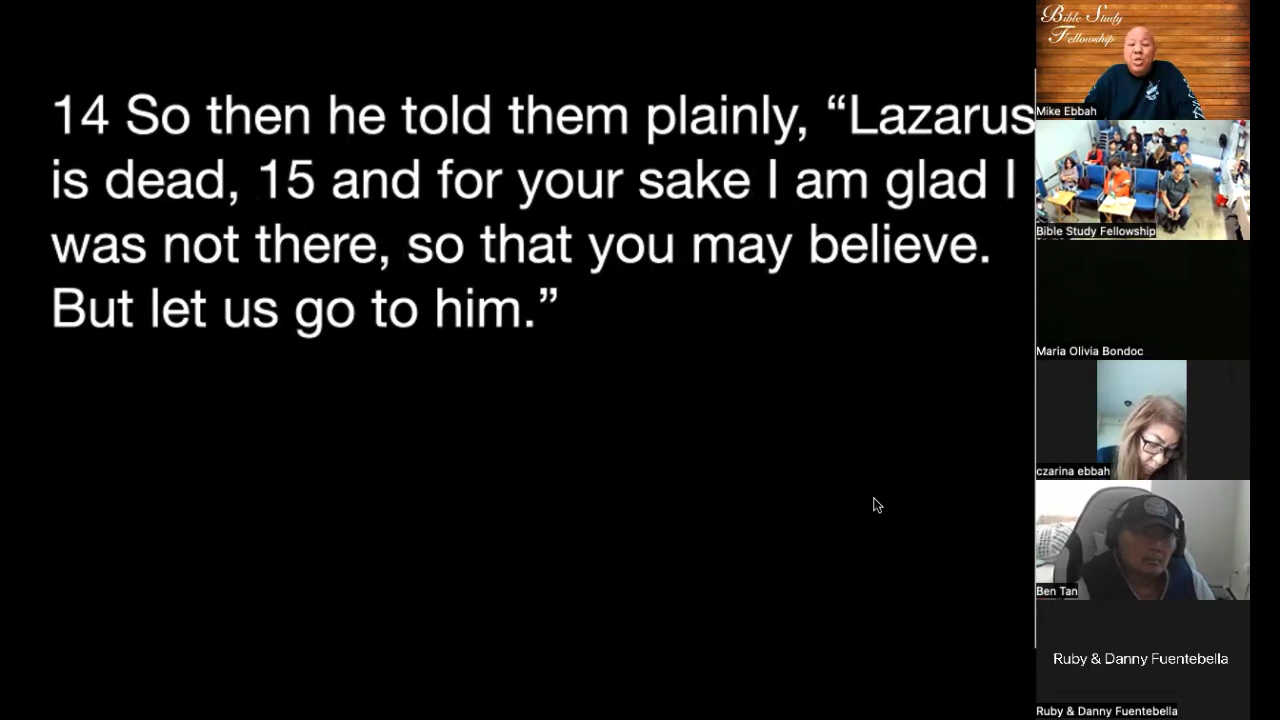 14 So then he told them plainly, “Lazarus
is dead, 15 and for your sake I am glad I
was not there, so that you may believe.
But let us go to him.”
Bible Study
Fellowship
Mike Ebbah
Bible Study Fellowship
Maria Olivia Bondoc
czarina ebbah
Ben Tan
Ruby & Danny Fuentebella
Ruby & Danny Fuentebella